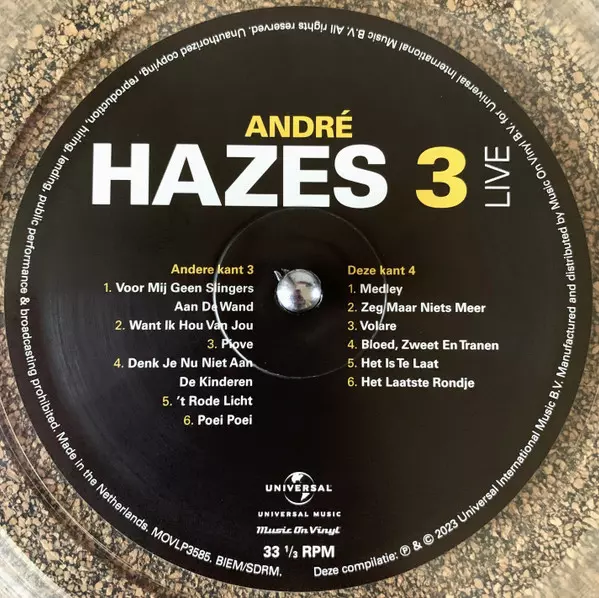 ANDRÉ
HAZES 3 LIVE
Andere kant 3
1. Voor Mij Geen Slingers
Aan De Wand
2. Want Ik Hou Van Jou
3. Piove
4. Denk Je Nu Niet Aan
De Kinderen
5. 't Rode Licht
6. Poei Poei
Deze kant 4
1. Medley
2. Zeg Maar Niets Meer
3. Volare
4. Bloed, Zweet En Tranen
5. Het Is Te Laat
6. Het Laatste Rondje
UNIVERSAL
UNIVERSAL MUSIC
Music On Vinyl
33 ⅓ RPM
Deze compilatie: ℗ & © 2023 Universal International Music B.V. Manufactured and distributed by Music On Vinyl B.V. for Universal International Music B.V. All rights reserved. Unauthorized copying, reproduction, hiring, lending, public performance & broadcasting prohibited. Made in the Netherlands. MOVLP3585. BIEM/SDRM.